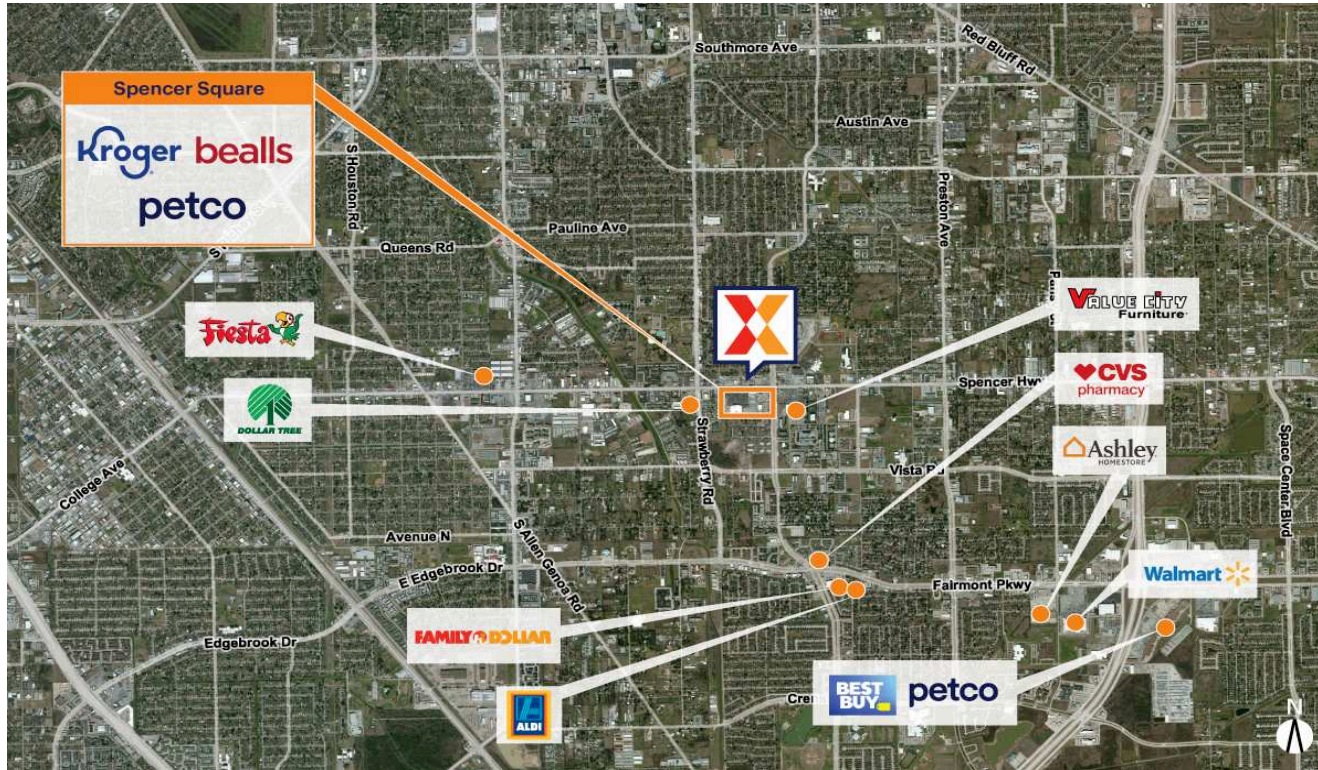 Southmore Ave
Red Bluff Rd
Spencer Square
Kroger bealls
petco
Austin Ave
S Houston Rd
Preston Ave
Pauline Ave
Queens Rd
Fiesta
VALUE CITY
Furniture
Spencer Hwy
CVS
pharmacy
DOLLAR TREE
Ashley
HOMESTORE
Strawberry Rd
Space Center Blvd
College Ave
Vista Rd
Avenue N
S Allen Genoa Rd
E Edgebrook Dr
Fairmont Pkwy
Walmart
FAMILY DOLLAR
Edgebrook Dr
BEST
BUY
petco
ALDI
N